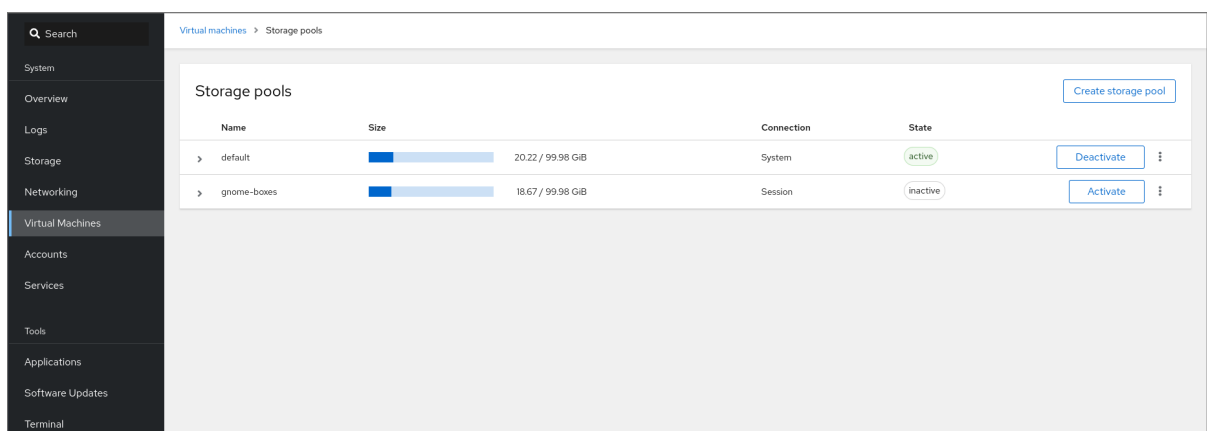 Search
System
Overview
Logs
Storage
Networking
Virtual Machines
Accounts
Services
Tools
Applications
Software Updates
Terminal
Virtual machines > Storage pools
Storage pools
Create storage pool
Name Size Connection State
default 20.22 / 99.98 GiB System active Deactivate
gnome-boxes 18.67 / 99.98 GiB Session inactive Activate